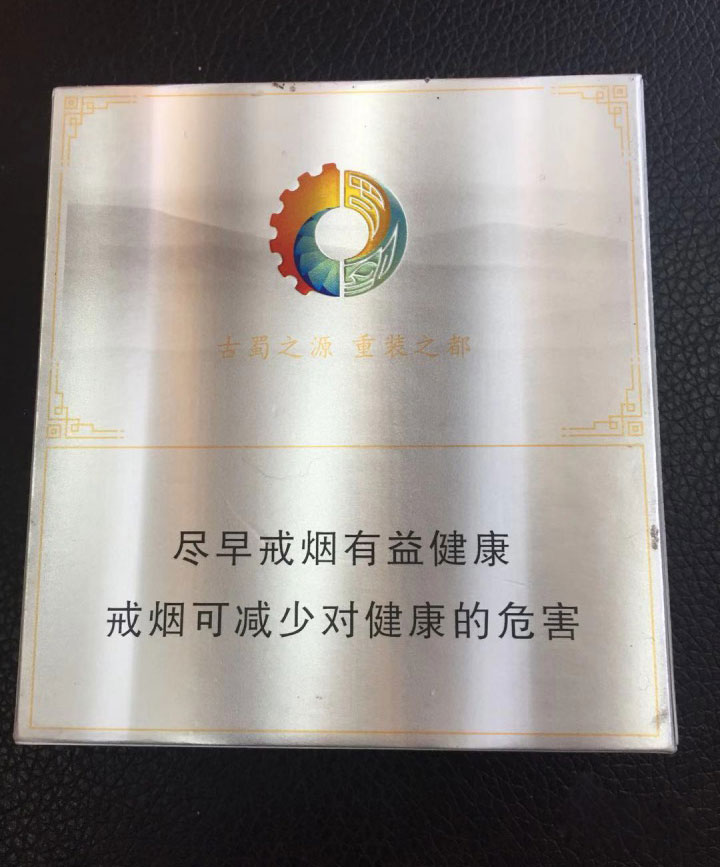 古蜀之源 重装之都
尽早戒烟有益健康
戒烟可减少对健康的危害